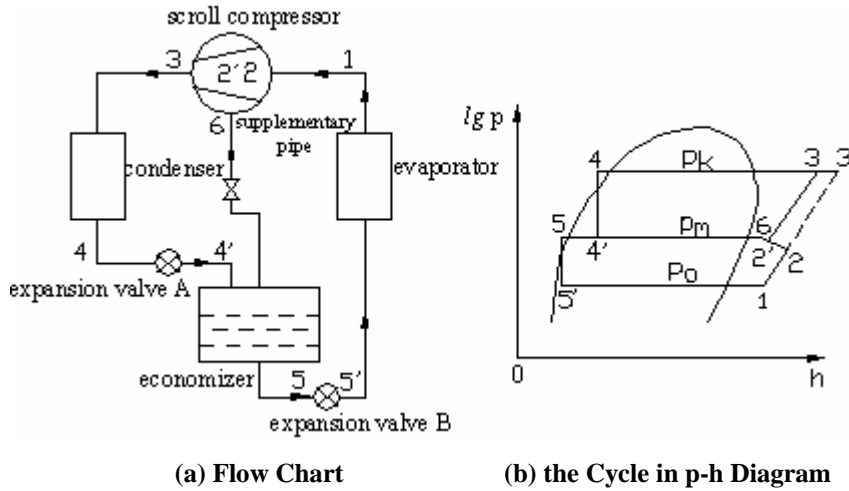 scroll compressor
3
2'2
1
6
supplementary
pipe
condenser
evaporator
4
4'
expansion valve A
economizer
5
5'
expansion valve B
(a) Flow Chart
lg p
4
Pk
3
3
5
Pm
6
4'
2'
2
Po
5'
1
0
h
(b) the Cycle in p-h Diagram